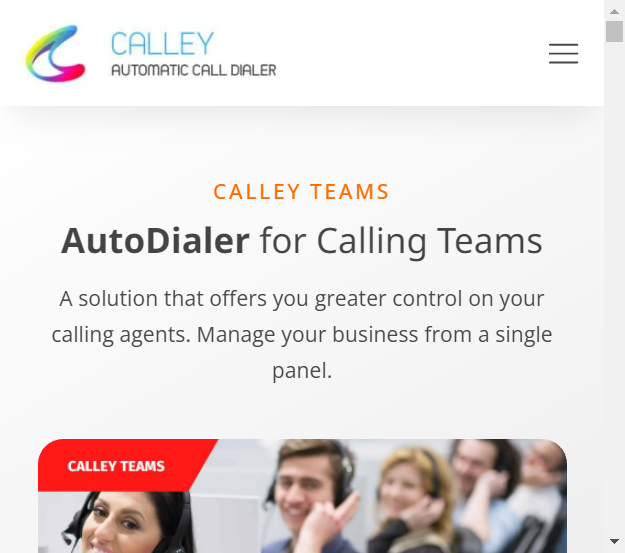 CALLEY
AUTOMATIC CALL DIALER
CALLEY TEAMS
AutoDialer for Calling Teams
A solution that offers you greater control on your
calling agents. Manage your business from a single
panel.
CALLEY TEAMS